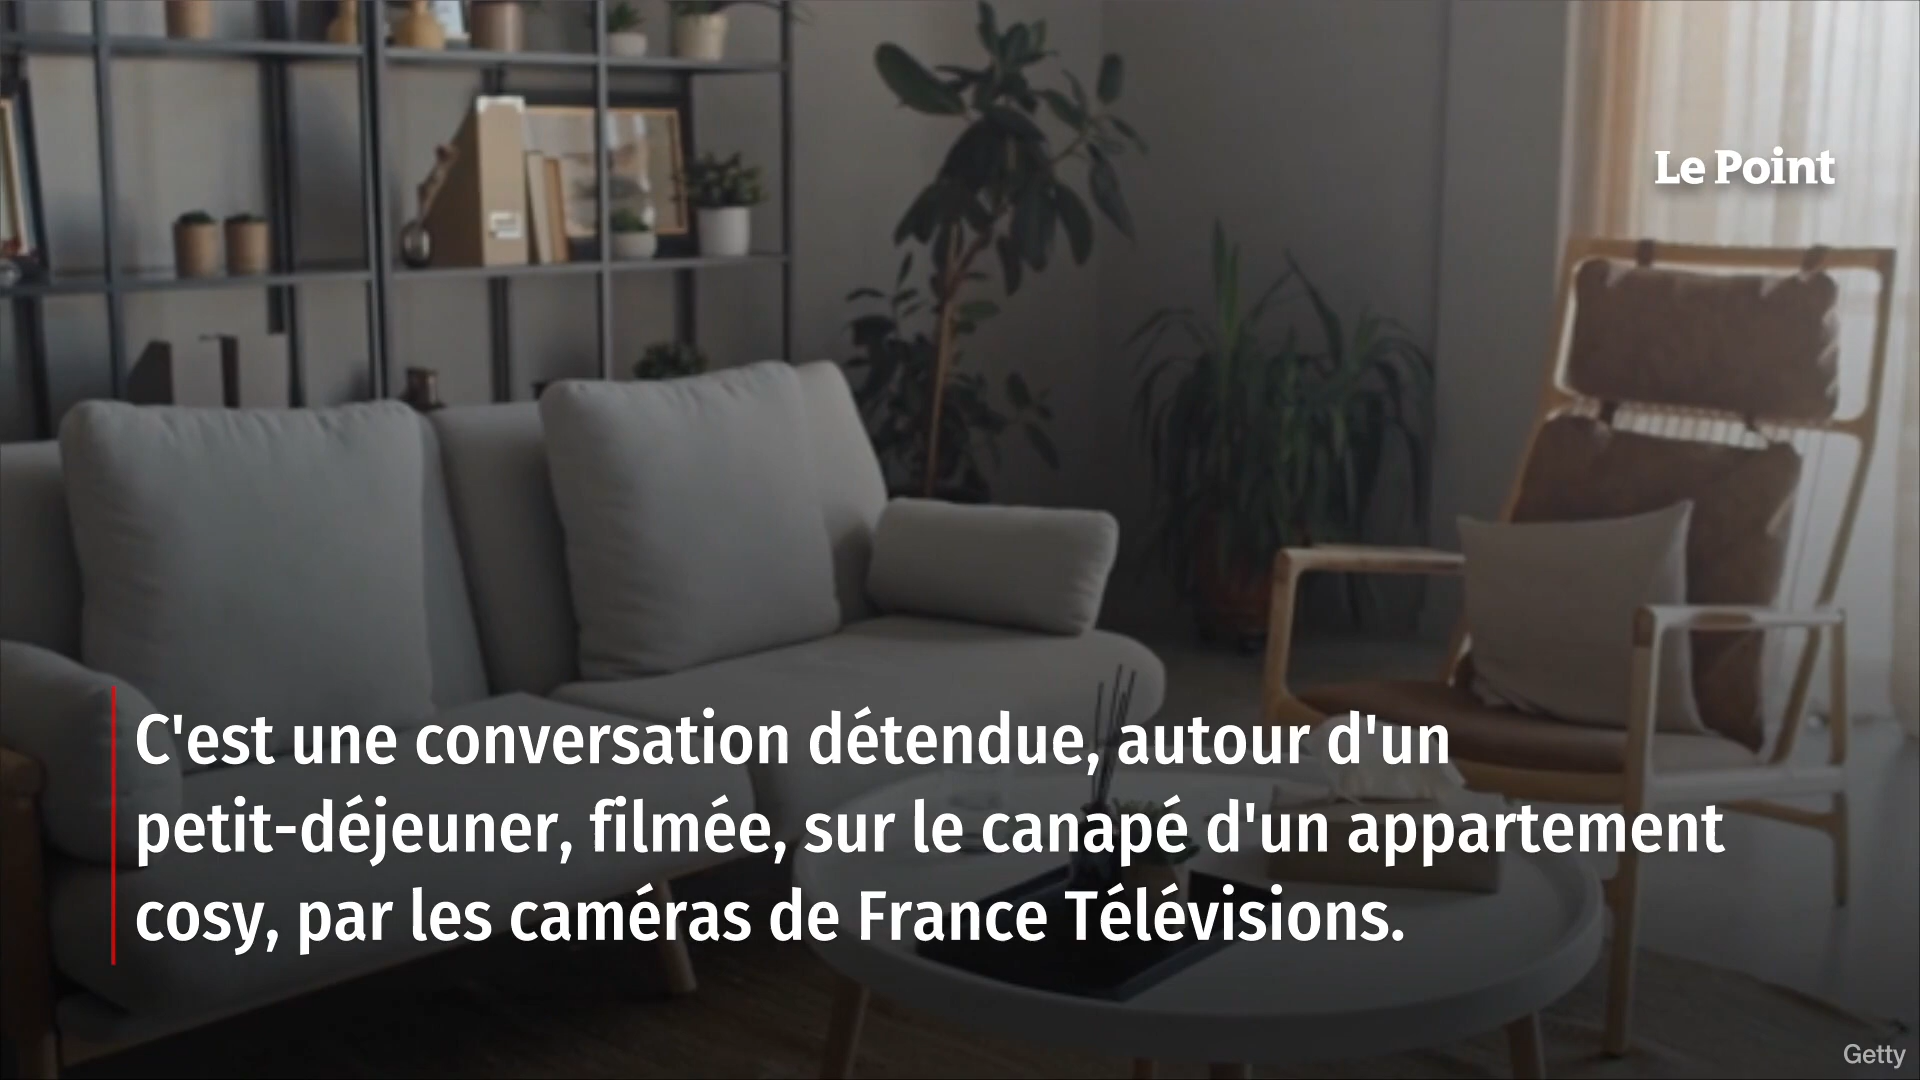 Le Point
C'est une conversation détendue, autour d'un
petit-déjeuner, filmée, sur le canapé d'un appartement
cosy, par les caméras de France Télévisions.
Getty